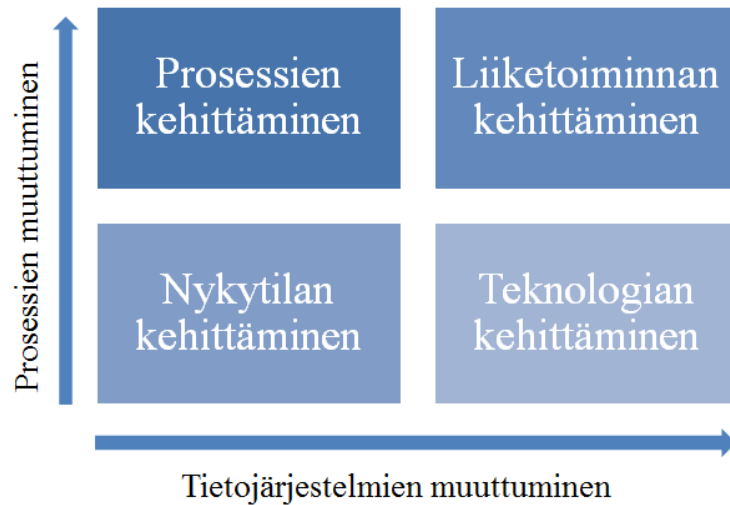 Prosessien muuttuminen
Prosessien
kehittäminen
Liiketoiminnan
kehittäminen
Nykytilan
kehittäminen
Teknologian
kehittäminen
Tietojärjestelmien muuttuminen